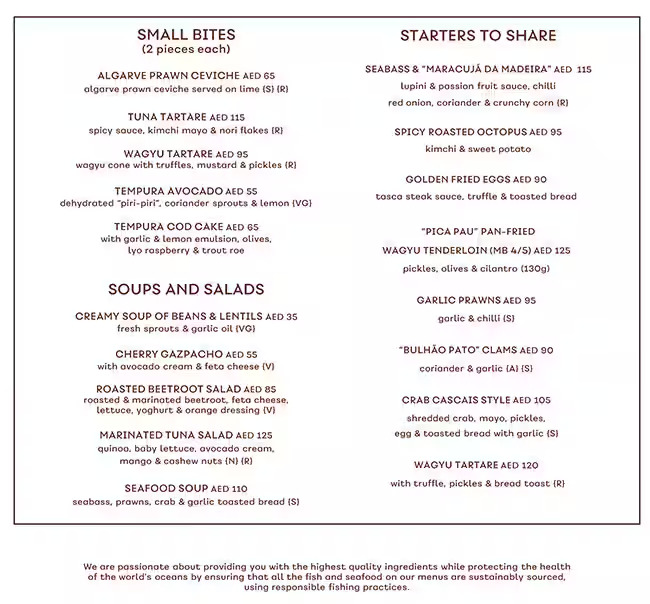 SMALL BITES
(2 pieces each)
ALGARVE PRAWN CEVICHE AED 65
algarve prawn ceviche served on lime (S) (R)
TUNA TARTARE AED 115
spicy sauce, kimchi mayo & nori flakes (R)
WAGYU TARTARE AED 95
wagyu cone with truffles, mustard & pickles (R)
TEMPURA AVOCADO AED 55
dehydrated “piri-piri”, coriander sprouts & lemon (VG)
TEMPURA COD CAKE AED 65
with garlic & lemon emulsion, olives,
lyo raspberry & trout roe
SOUPS AND SALADS
CREAMY SOUP OF BEANS & LENTILS AED 35
fresh sprouts & garlic oil (VG)
CHERRY GAZPACHO AED 55
with avocado cream & feta cheese (V)
ROASTED BEETROOT SALAD AED 85
roasted & marinated beetroot, feta cheese,
lettuce, yoghurt & orange dressing (V)
MARINATED TUNA SALAD AED 125
quinoa, baby lettuce, avocado cream,
mango & cashew nuts (N) (R)
SEAFOOD SOUP AED 110
seabass, prawns, crab & garlic toasted bread (S)
STARTERS TO SHARE
SEABASS & “MARACUJÁ DA MADEIRA” AED 115
lupini & passion fruit sauce, chilli
red onion, coriander & crunchy corn (R)
SPICY ROASTED OCTOPUS AED 95
kimchi & sweet potato
GOLDEN FRIED EGGS AED 90
tasca steak sauce, truffle & toasted bread
“PICA PAU” PAN-FRIED
WAGYU TENDERLOIN (MB 4/5) AED 125
pickles, olives & cilantro (130g)
GARLIC PRAWNS AED 95
garlic & chilli (S)
“BULHÃO PATO” CLAMS AED 90
coriander & garlic (A) (S)
CRAB CASCAIS STYLE AED 105
shredded crab, mayo, pickles,
egg & toasted bread with garlic (S)
WAGYU TARTARE AED 120
with truffle, pickles & bread toast (R)
We are passionate about providing you with the highest quality ingredients while protecting the health
of the world's oceans by ensuring that all the fish and seafood on our menus are sustainably sourced,
using responsible fishing practices.